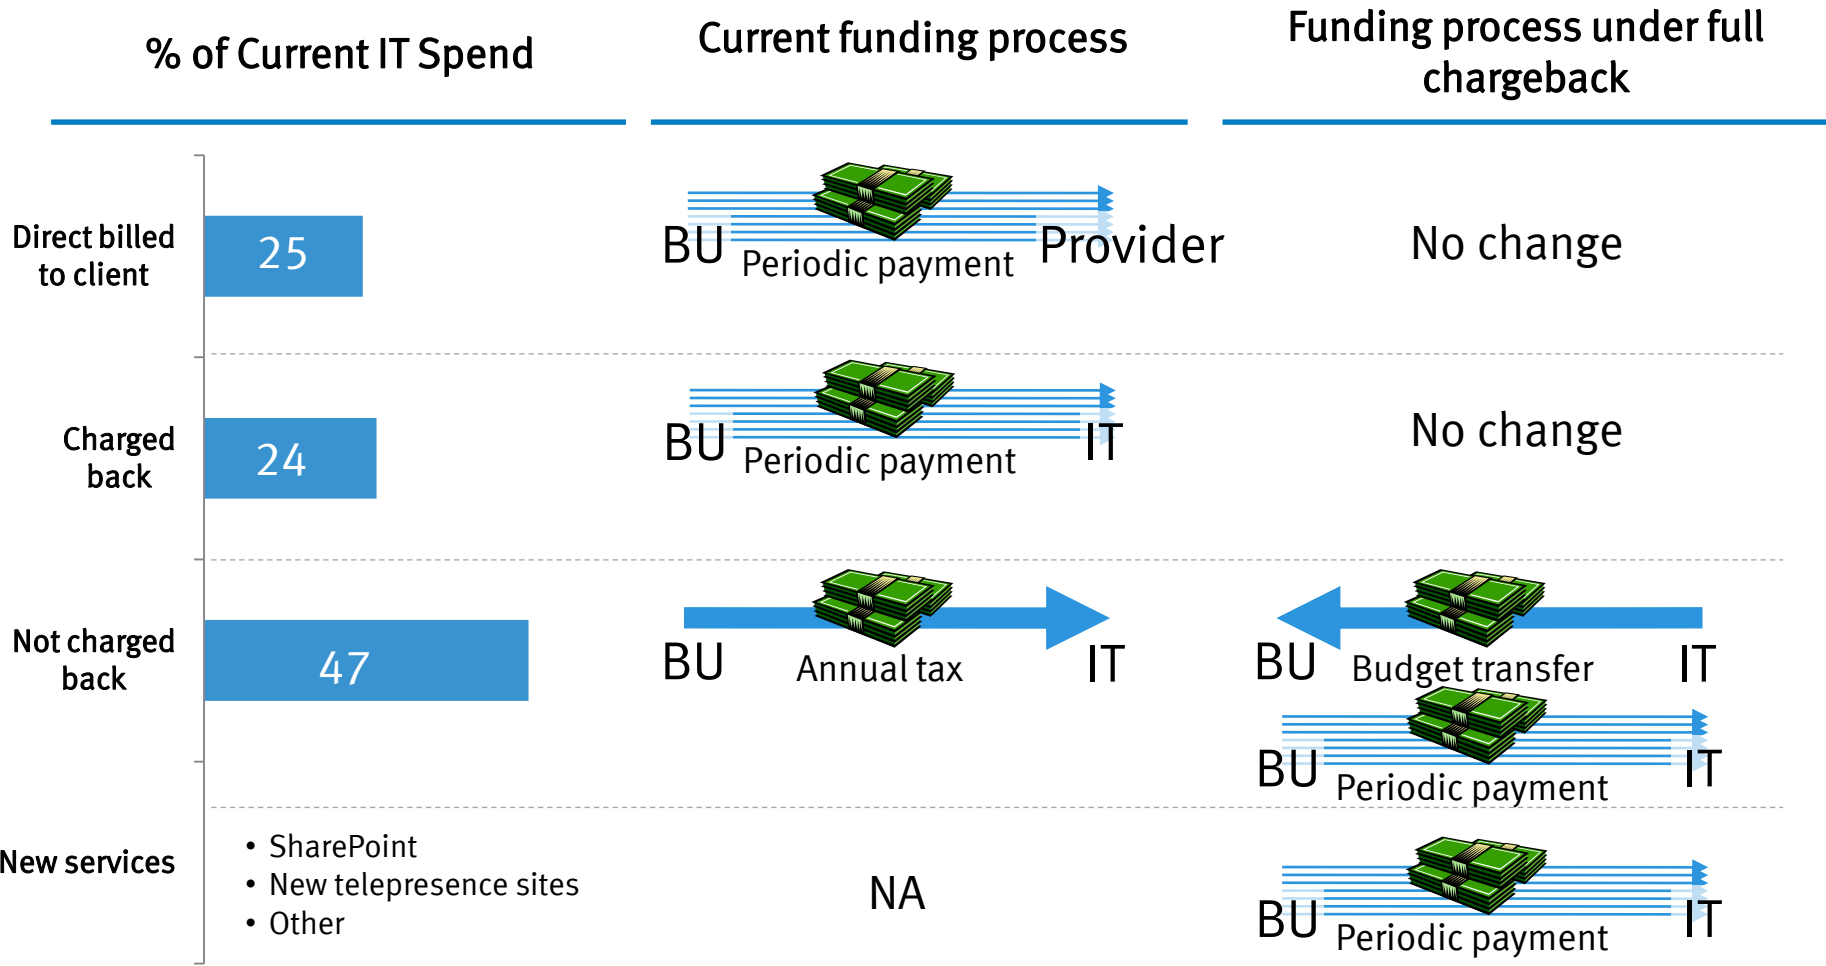 % of Current IT Spend
Current funding process
Funding process under full
chargeback
Direct billed
to client
25
BU
Periodic payment
Provider
No change
Charged
back
24
BU
Periodic payment
IT
No change
Not charged
back
47
BU
Annual tax
IT
BU
Budget transfer
IT
BU
Periodic payment
IT
New services
• SharePoint
• New telepresence sites
• Other
NA
BU
Periodic payment
IT